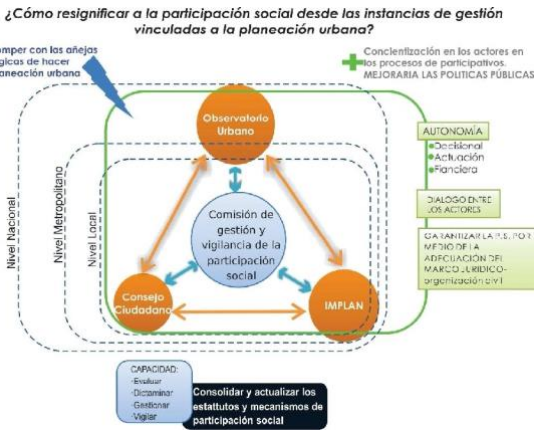 ¿Cómo resignificar a la participación social desde las instancias de gestión
vinculadas a la planeación urbana?
omper con las añejas
gicas de hacer
aneación urbana
Concientización en los actores en
los procesos de participativos.
MEJORARIA LAS POLITICAS PÚBLICAS
Observatorio
Urbano
AUTONOMÍA
Decisional
Actuación
Fianciera
DIALOGO ENTRE
LOS ACTORES
GARANTIZAR LA P.S. POR
MEDIO DE LA
ADECUACIÓN DEL
MARCO JURIDICO-
organización civil
Nivel Nacional
Nivel Metropolitano
Nivel Local
Comisión de
gestión y
vigilancia de la
participación
social
Consejo
Ciudadano
IMPLAN
CAPACIDAD:
-Evaluar
-Dictaminar
-Gestionar
-Vigilar
Consolidar y actualizar los
estattutos y mecanismos de
participación social